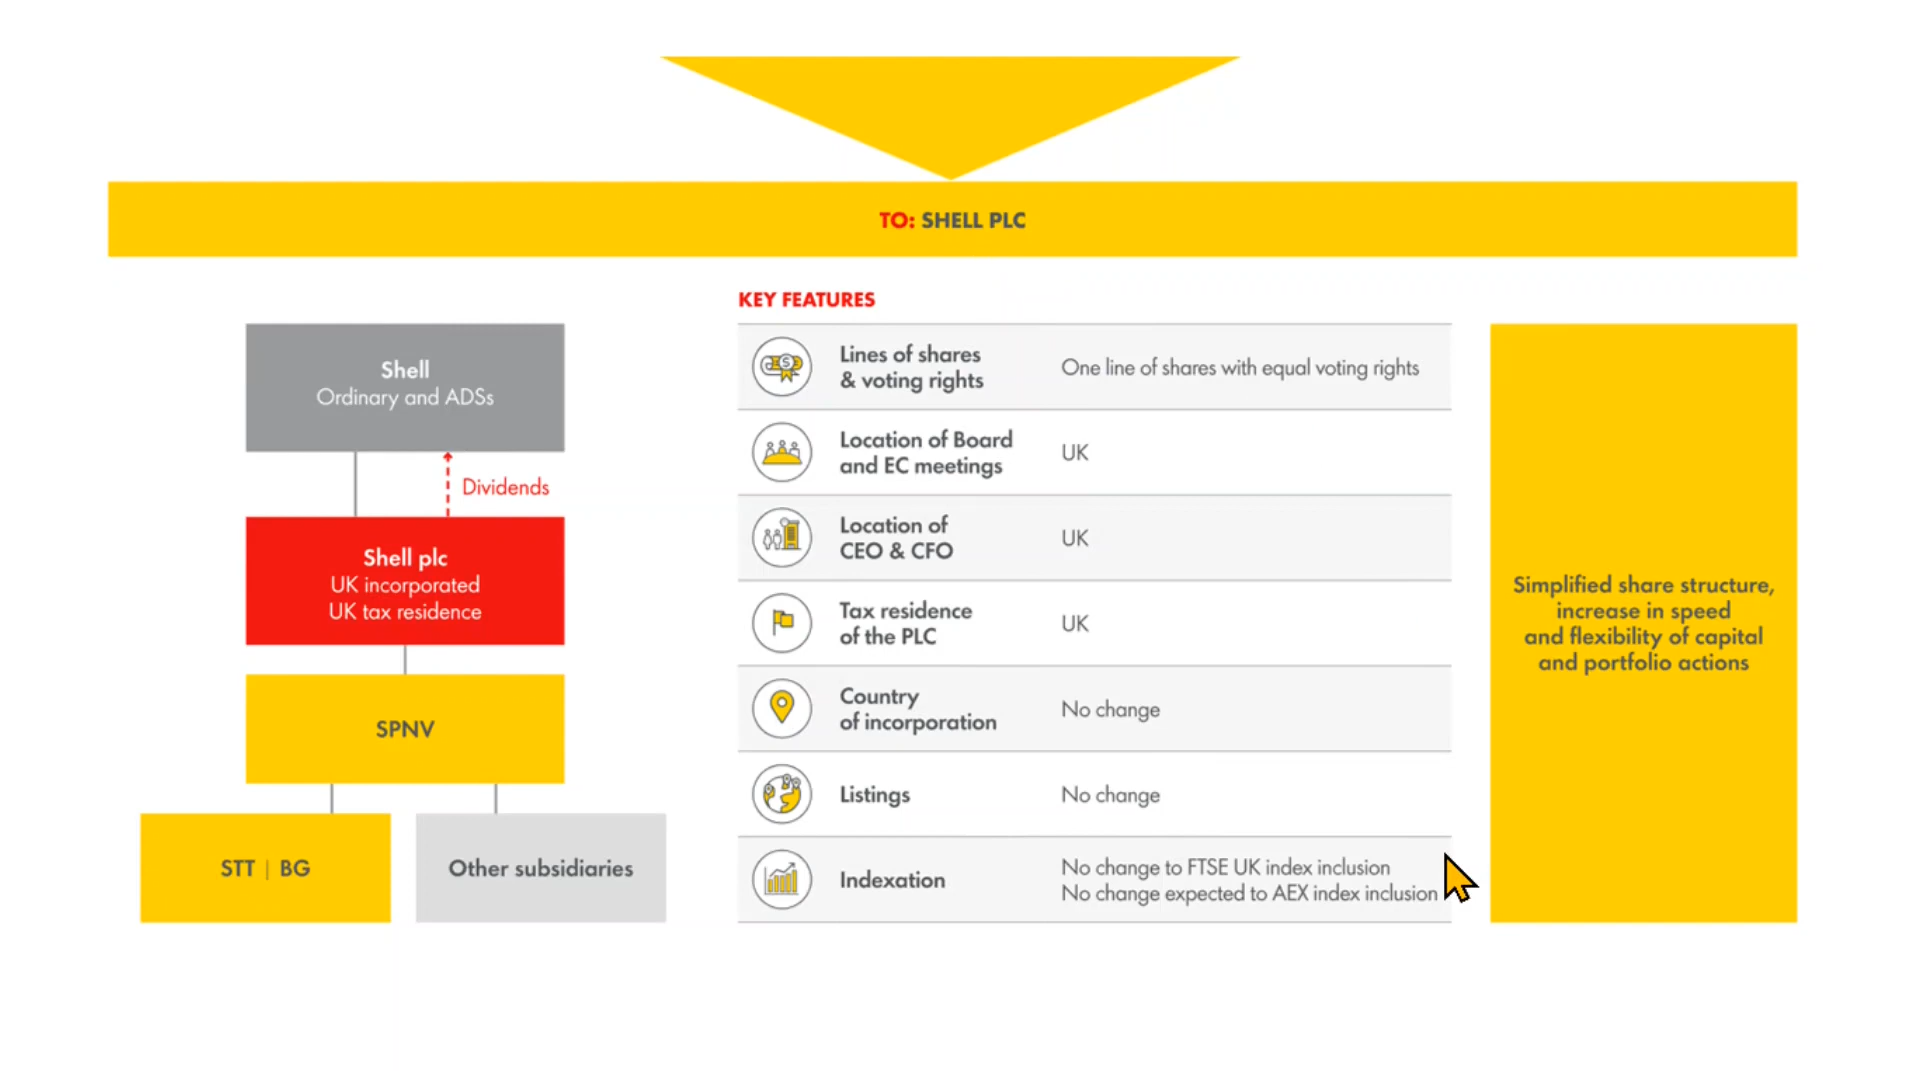 TO: SHELL PLC
Shell
Ordinary and ADSs
Dividends
Shell plc
UK incorporated
UK tax residence
SPNV
STT | BG
Other subsidiaries
KEY FEATURES
Lines of shares
& voting rights
One line of shares with equal voting rights
Location of Board
and EC meetings
UK
Location of
CEO & CFO
UK
Tax residence
of the PLC
UK
Country
of incorporation
No change
Listings
No change
Indexation
No change to FTSE UK index inclusion
No change expected to AEX index inclusion
Simplified share structure,
increase in speed
and flexibility of capital
and portfolio actions